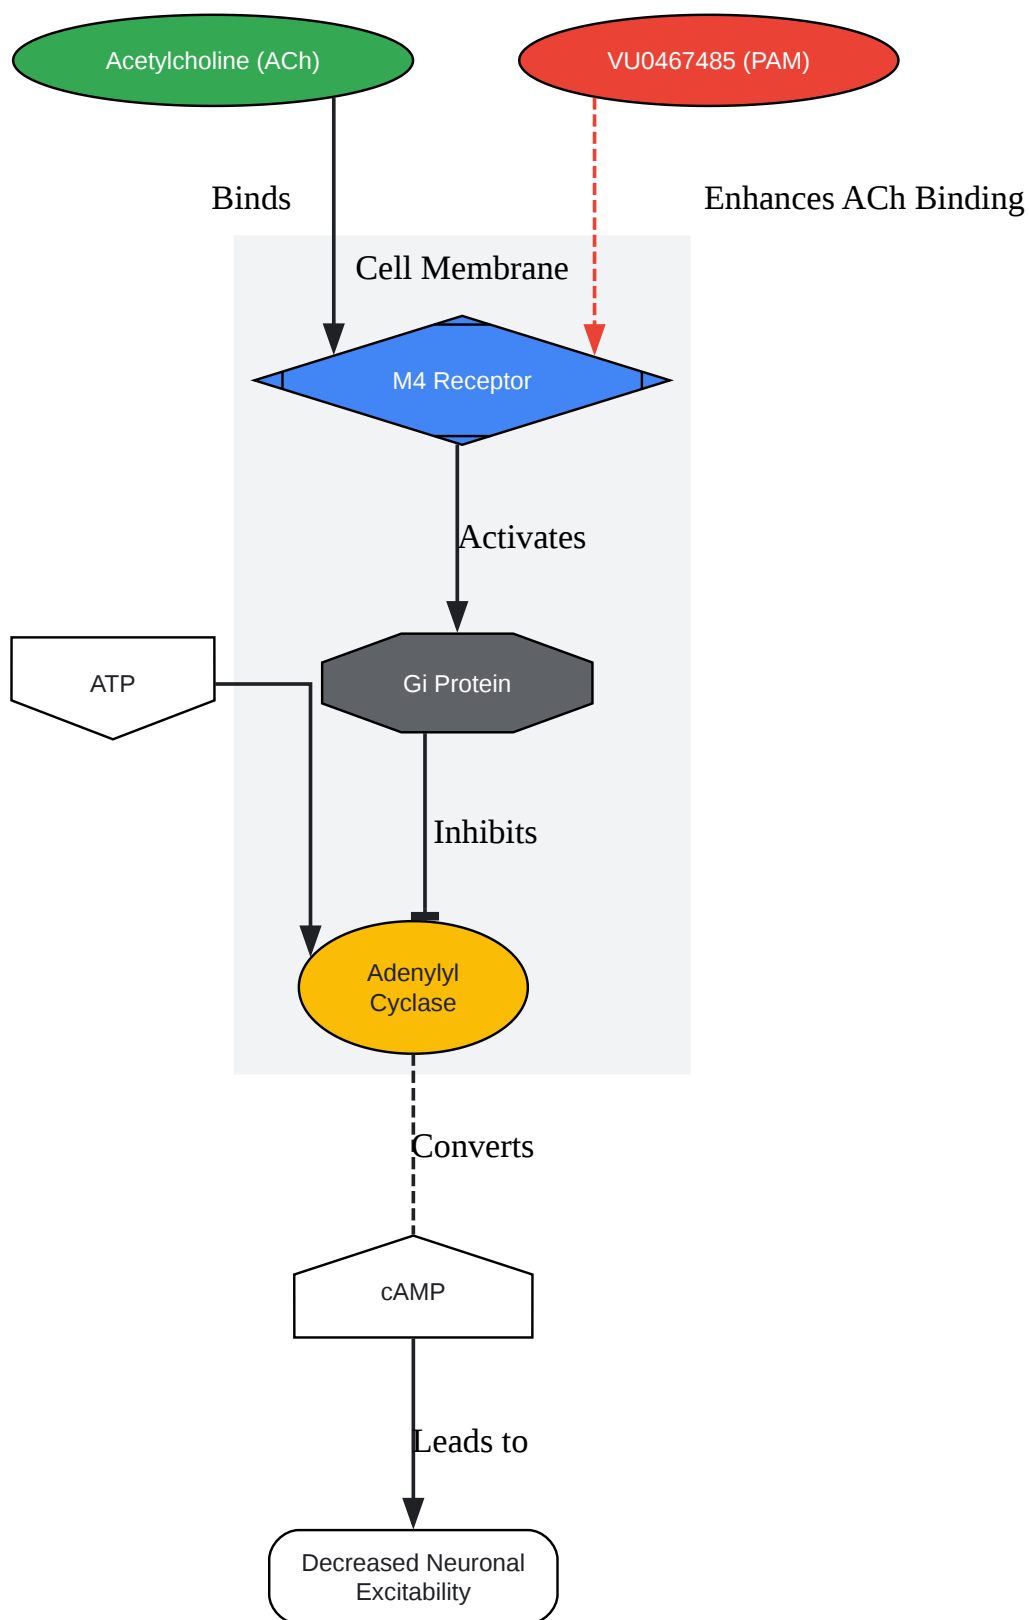 Acetylcholine (ACh)
VU0467485 (PAM)
Binds
Enhances ACh Binding
Cell Membrane
M4 Receptor
Activates
ATP
Gi Protein
Inhibits
Adenylyl
Cyclase
Converts
cAMP
Leads to
Decreased Neuronal
Excitability